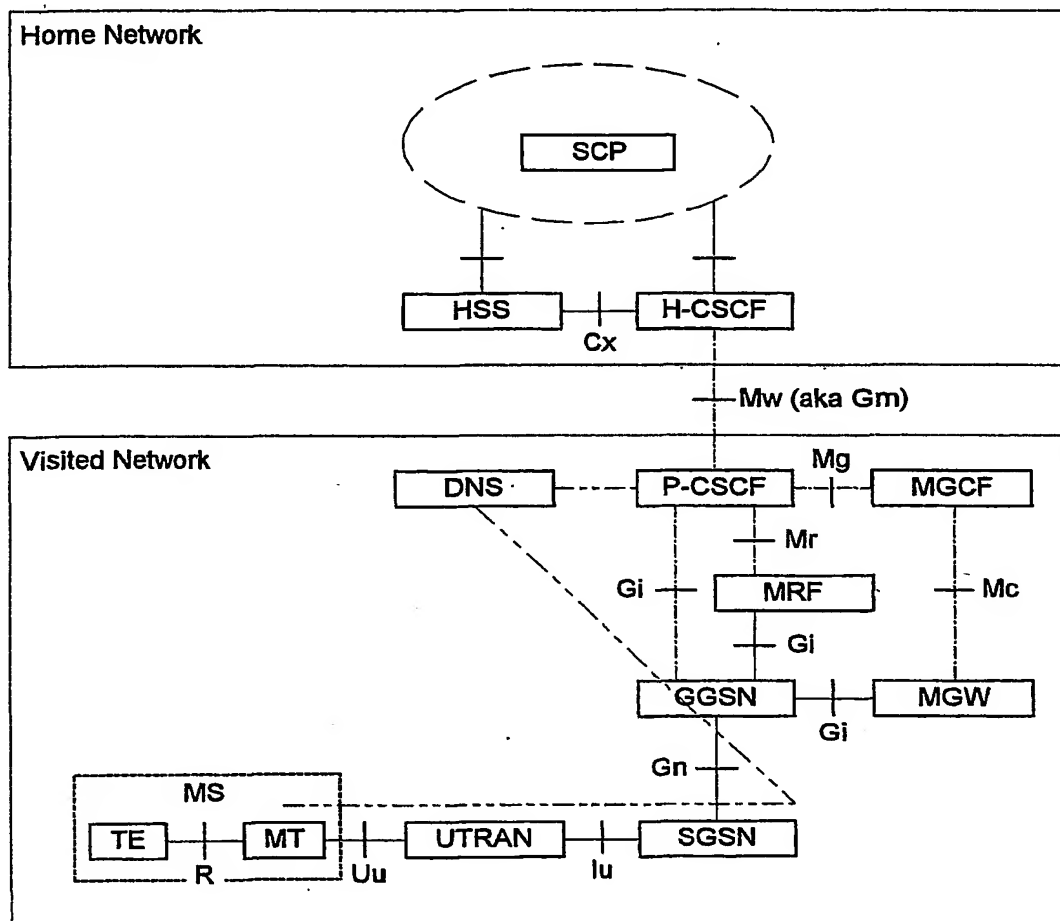 Home Network
SCP
HSS
H-CSCF
Cx
Mw (aka Gm)
Visited Network
DNS
P-CSCF
Mg
MGCF
Mr
Gi
MRF
Mc
Gi
GGSN
MGW
Gi
Gn
MS
TE
MT
UTRAN
SGSN
R
Uu
Iu